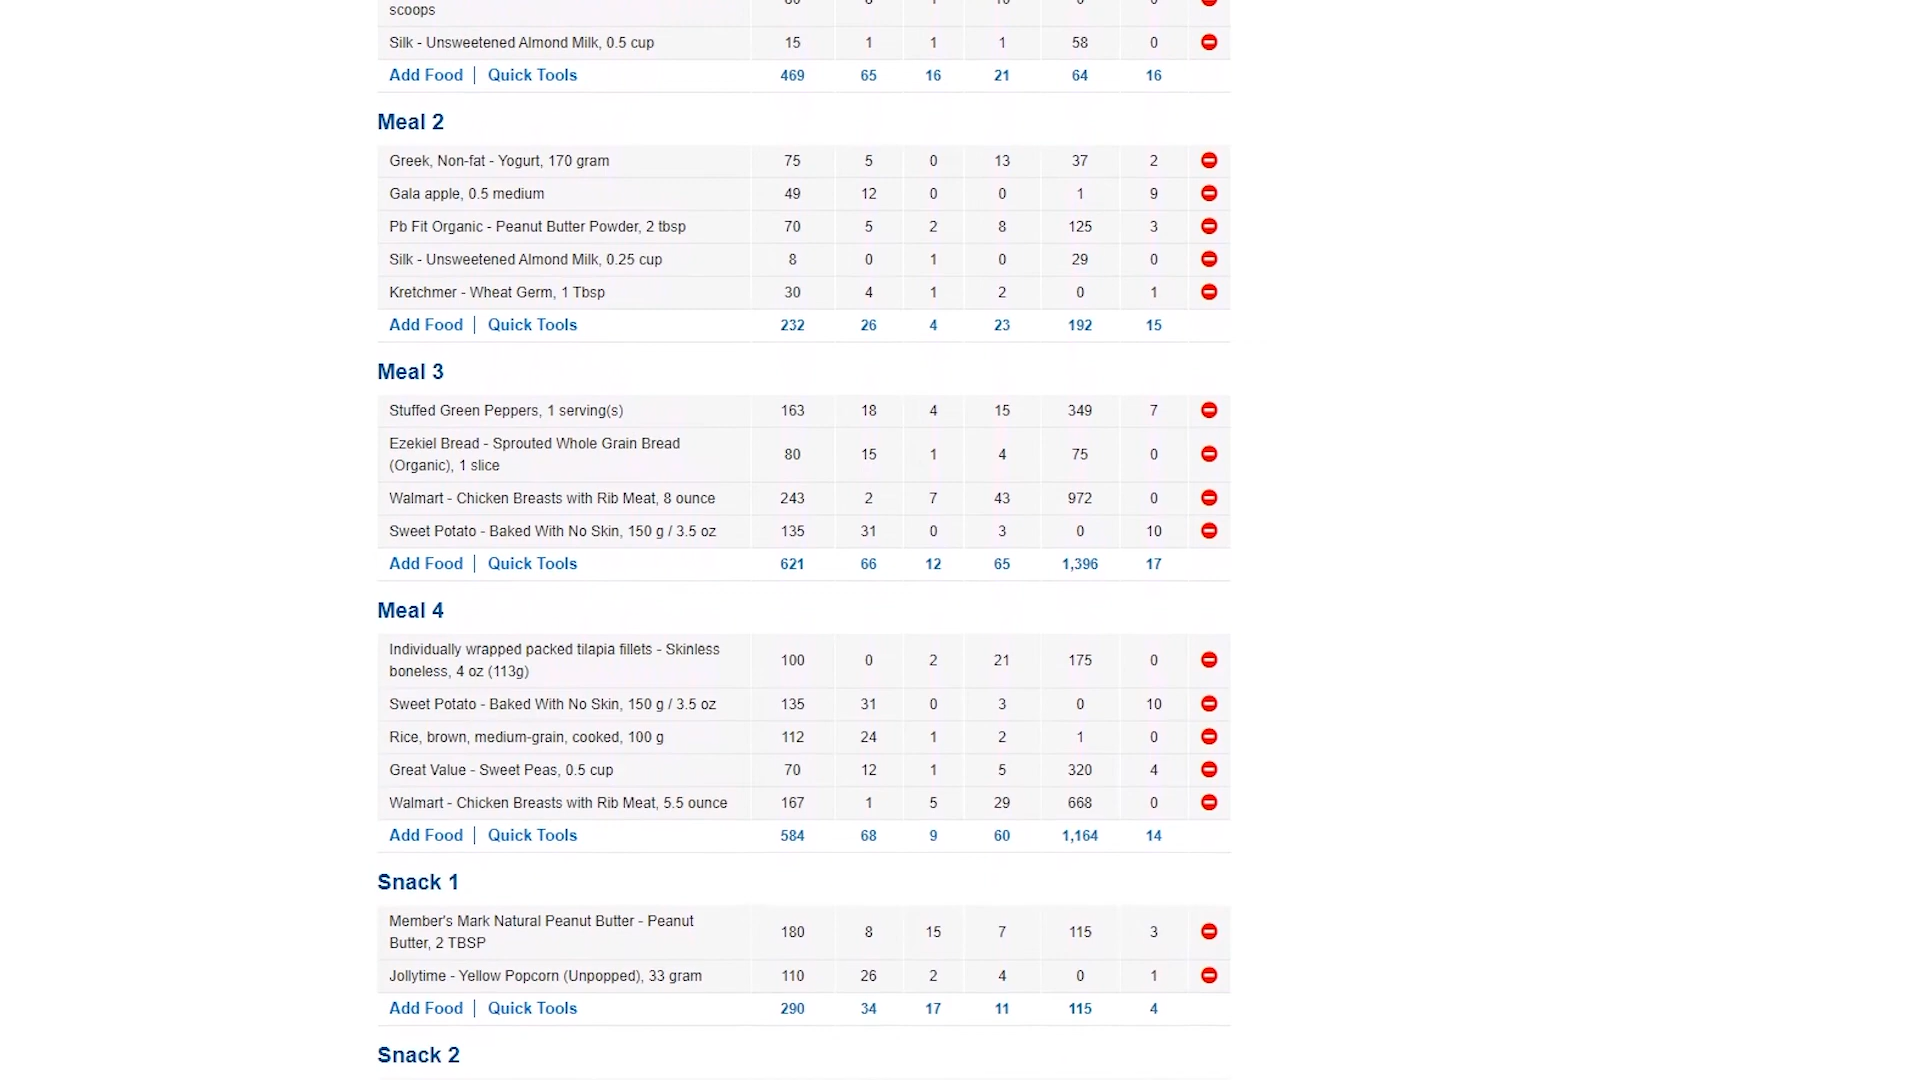 scoops
Silk - Unsweetened Almond Milk, 0.5 cup 15 1 1 1 58 0
Add Food | Quick Tools 469 65 16 21 64 16
Meal 2
Greek, Non-fat - Yogurt, 170 gram 75 5 0 13 37 2
Gala apple, 0.5 medium 49 12 0 0 1 9
Pb Fit Organic - Peanut Butter Powder, 2 tbsp 70 5 2 8 125 3
Silk - Unsweetened Almond Milk, 0.25 cup 8 0 1 0 29 0
Kretchmer - Wheat Germ, 1 Tbsp 30 4 1 2 0 1
Add Food | Quick Tools 232 26 4 23 192 15
Meal 3
Stuffed Green Peppers, 1 serving(s) 163 18 4 15 349 7
Ezekiel Bread - Sprouted Whole Grain Bread
(Organic), 1 slice 80 15 1 4 75 0
Walmart - Chicken Breasts with Rib Meat, 8 ounce 243 2 7 43 972 0
Sweet Potato - Baked With No Skin, 150 g / 3.5 oz 135 31 0 3 0 10
Add Food | Quick Tools 621 66 12 65 1,396 17
Meal 4
Individually wrapped packed tilapia fillets - Skinless
boneless, 4 oz (113g) 100 0 2 21 175 0
Sweet Potato - Baked With No Skin, 150 g / 3.5 oz 135 31 0 3 0 10
Rice, brown, medium-grain, cooked, 100 g 112 24 1 2 1 0
Great Value - Sweet Peas, 0.5 cup 70 12 1 5 320 4
Walmart - Chicken Breasts with Rib Meat, 5.5 ounce 167 1 5 29 668 0
Add Food | Quick Tools 584 68 9 60 1,164 14
Snack 1
Member's Mark Natural Peanut Butter - Peanut
Butter, 2 TBSP 180 8 15 7 115 3
Jollytime - Yellow Popcorn (Unpopped), 33 gram 110 26 2 4 0 1
Add Food | Quick Tools 290 34 17 11 115 4
Snack 2